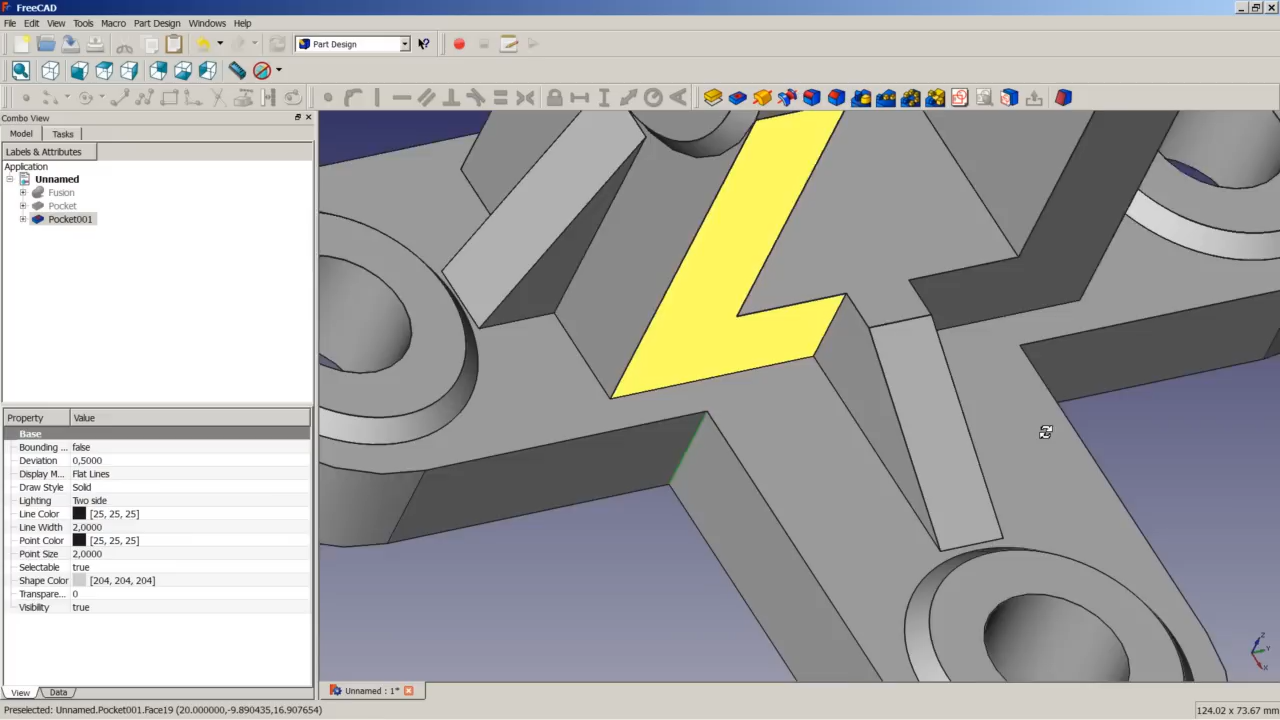 FreeCAD
File Edit View Tools Macro Part Design Windows Help
Part Design
Combo View
Model Tasks
Labels & Attributes
Application
Unnamed
Fusion
Pocket
Pocket001
Property Value
Base
Bounding ... false
Deviation 0,5000
Display M... Flat Lines
Draw Style Solid
Lighting Two side
Line Color [25, 25, 25]
Line Width 2,0000
Point Color [25, 25, 25]
Point Size 2,0000
Selectable true
Shape Color [204, 204, 204]
Transpare... 0
Visibility true
View Data
Unnamed : 1*
Z
Y
X
Preselected: Unnamed.Pocket001.Face19 (20.000000,-9.890435,16.907654)
124.02 x 73.67 mm